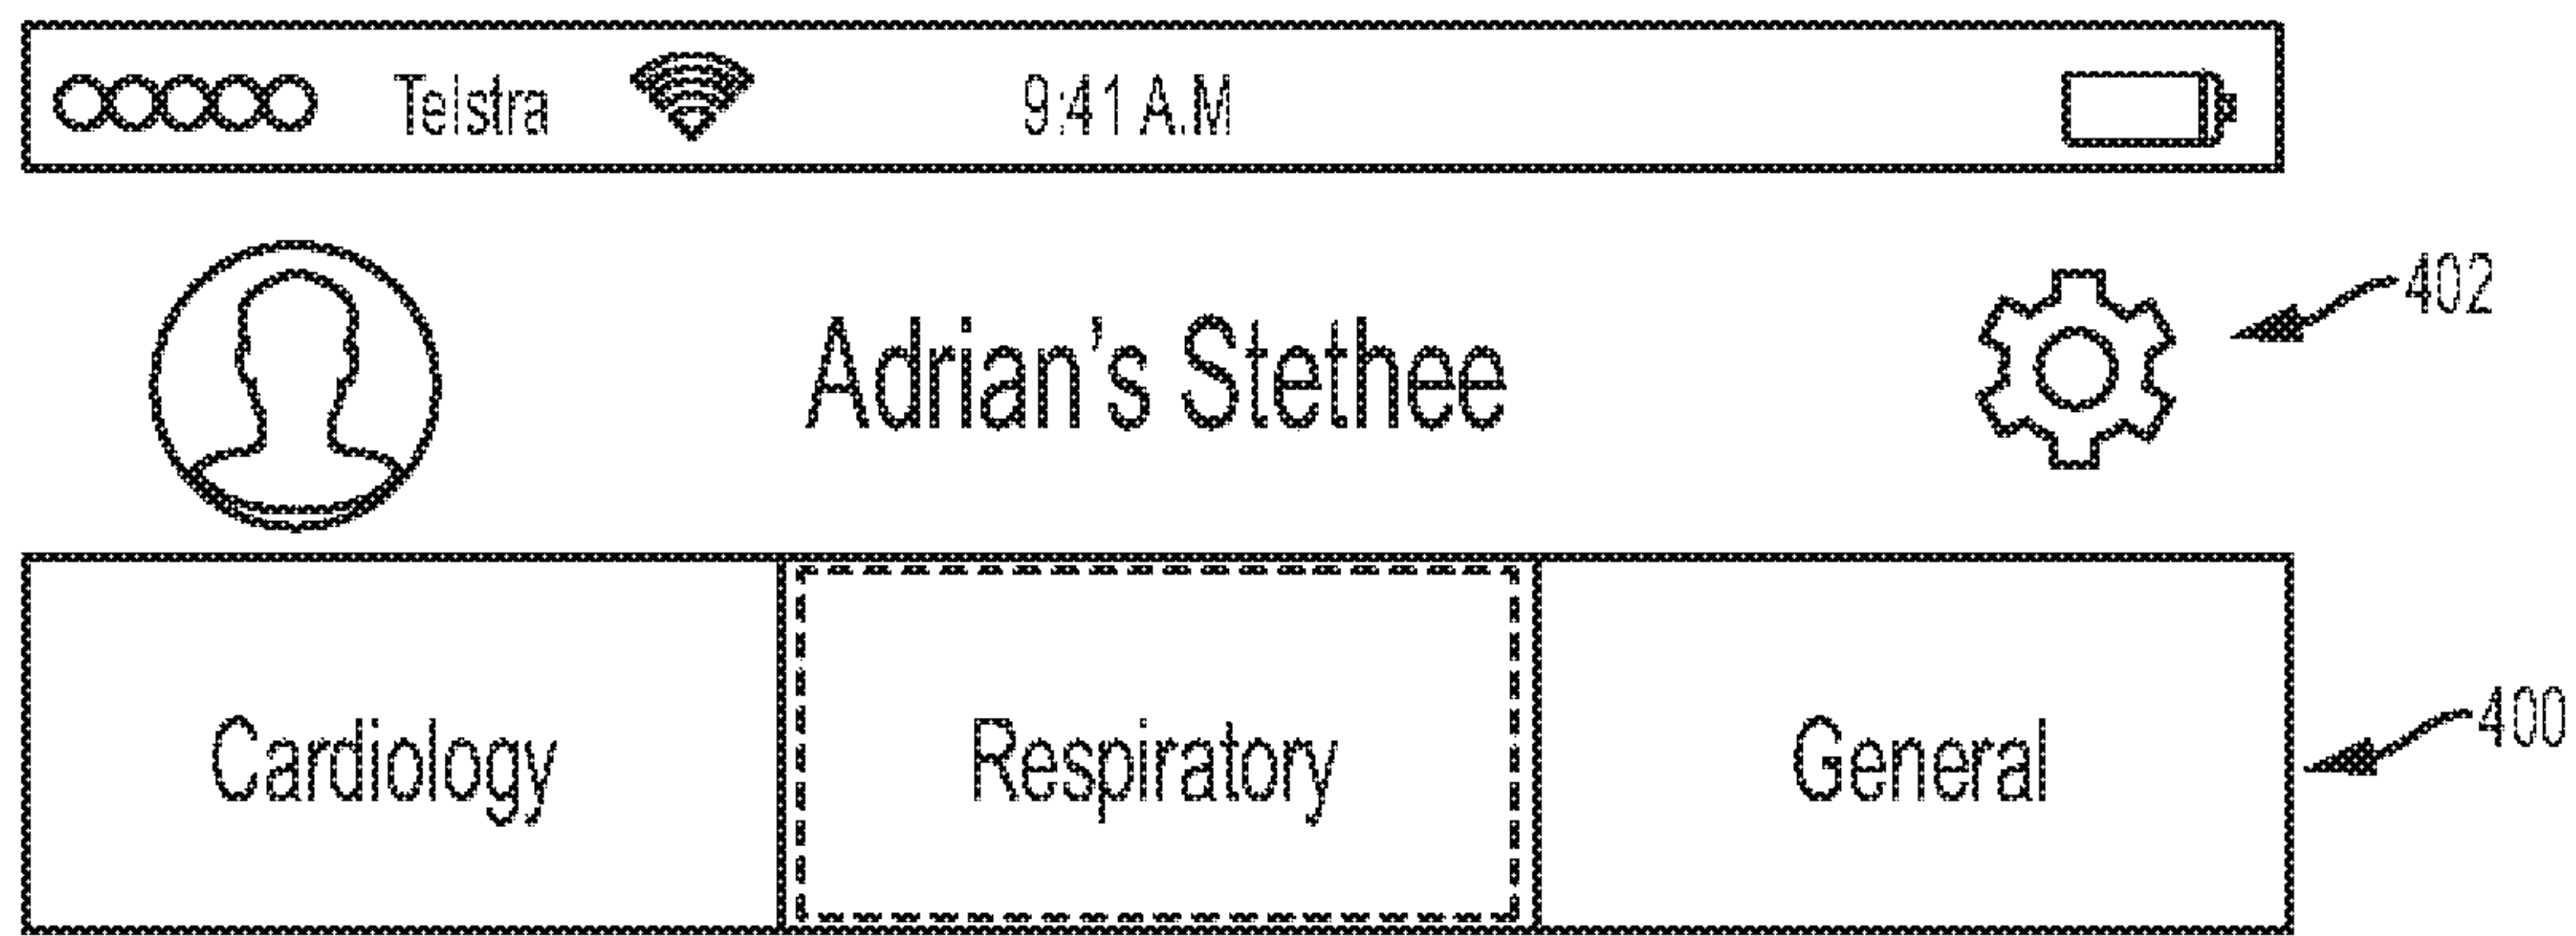 Telstra 9:41 A.M
Adrian's Stethee 402
Cardiology Respiratory General 400